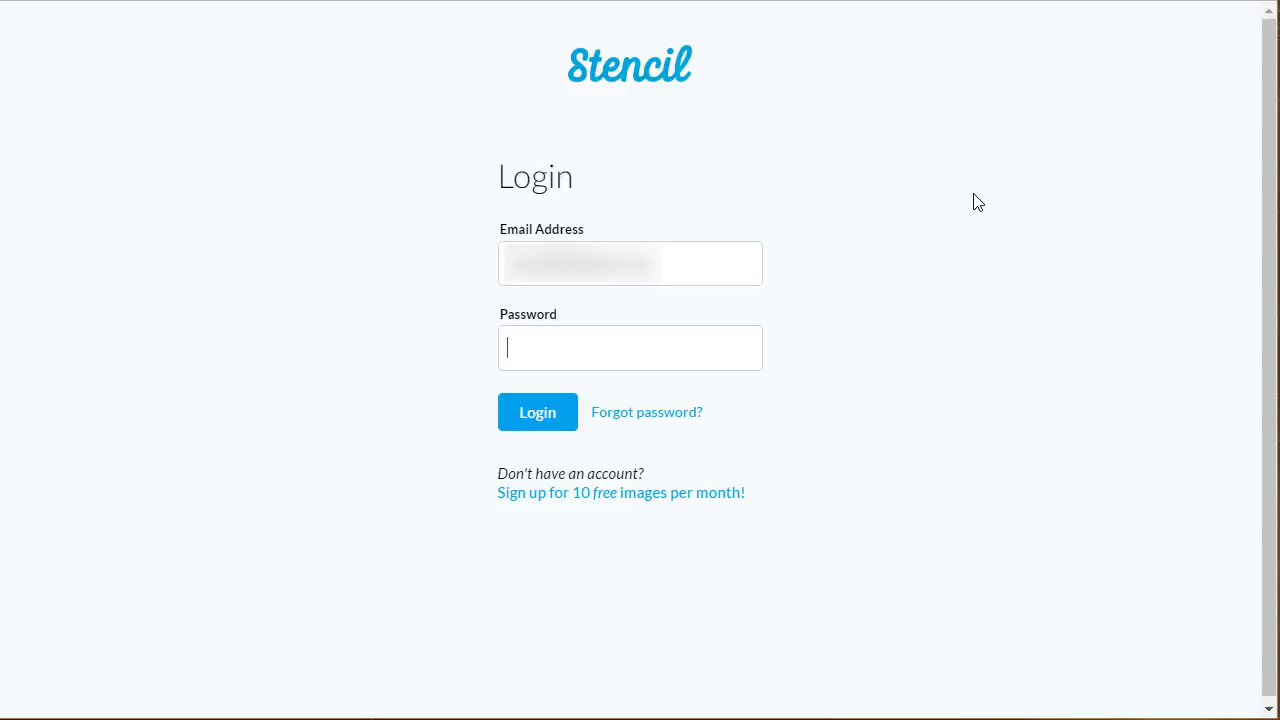 Stencil
Login
Email Address
Password
Login Forgot password?
Don't have an account?
Sign up for 10 free images per month!